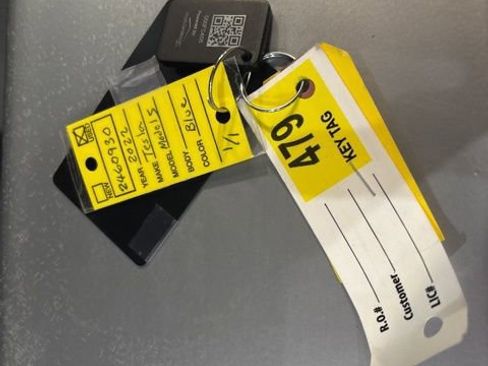 NEW
USED
2460930
YEAR 2022
MAKE Tesla
MODEL Model S
BODY
COLOR Blue
1/1
479
KEY TAG
R.O.#
Customer
LIC#